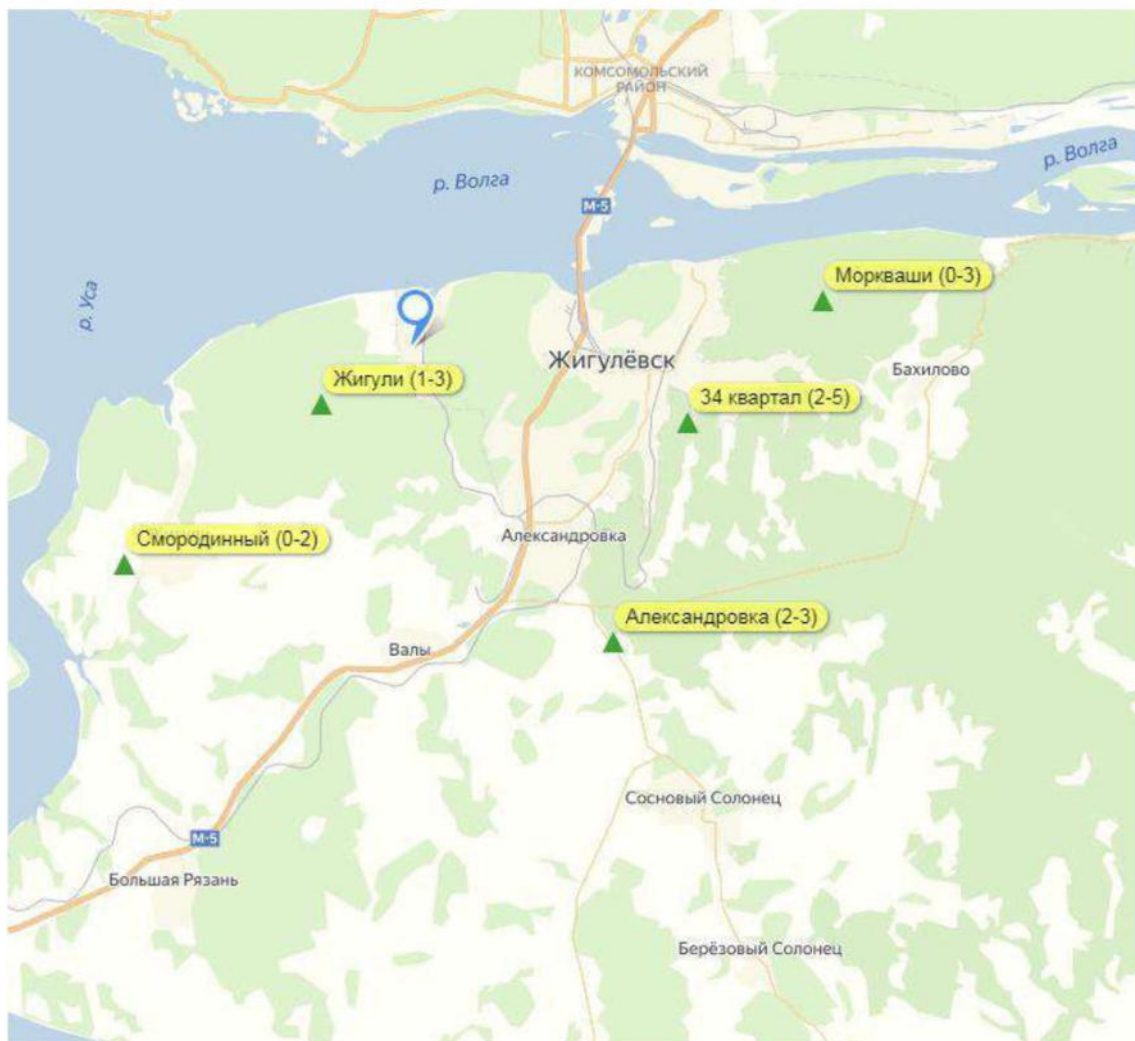 КОМСОМОЛЬСКИЙ
РАЙОН
р. Волга
р. Волга
М-5
р. Уса
Моркваши (0-3)
Жигулёвск
Бахилово
Жигули (1-3)
34 квартал (2-5)
Смородинный (0-2)
Александровка
Александровка (2-3)
Валы
Сосновый Солонец
М-5
Большая Рязань
Берёзовый Солонец